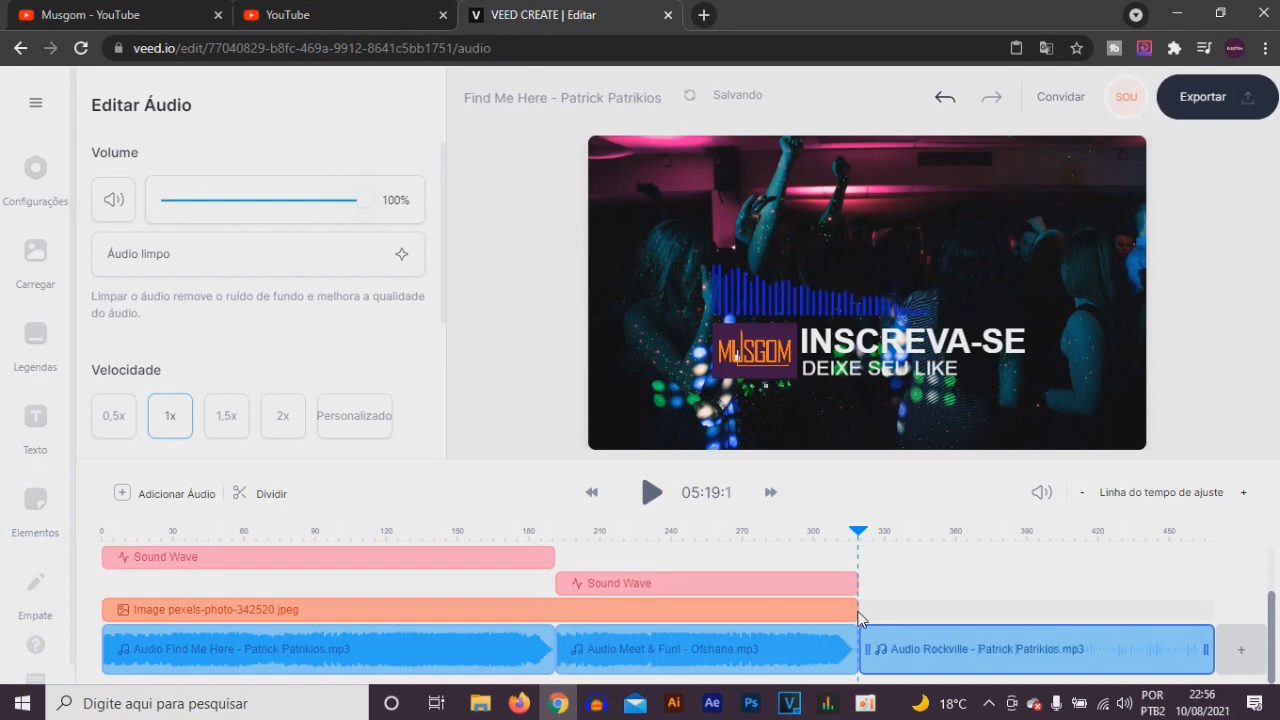 Musgom - YouTube
YouTube
VEED CREATE | Editar
veed.io/edit/77040829-b8fc-469a-9912-8641c5bb1751/audio
Editar Áudio
Find Me Here - Patrick Patrikios
Salvando
Convidar
SOU
Exportar
Volume
100%
Áudio limpo
Limpar o áudio remove o ruído de fundo e melhora a qualidade
do áudio.
Velocidade
0,5x
1x
1,5x
2x
Personalizado
Configurações
Carregar
Legendas
Texto
Elementos
Empate
MUSGOM
INSCREVA-SE
DEIXE SEU LIKE
Adicionar Áudio
Dividir
05:19:1
- Linha do tempo de ajuste +
0 30 60 90 120 150 180 210 240 270 300 330 360 390 420 450
Sound Wave
Sound Wave
Image pexels-photo-342520.jpeg
Audio Find Me Here - Patrick Patrikios.mp3
Audio Meet & Fun! - Ofshane.mp3
Audio Rockville - Patrick Patrikios.mp3
+
Digite aqui para pesquisar
Ai
Ae
Ps
V
18°C
POR
PTB2
22:56
10/08/2021